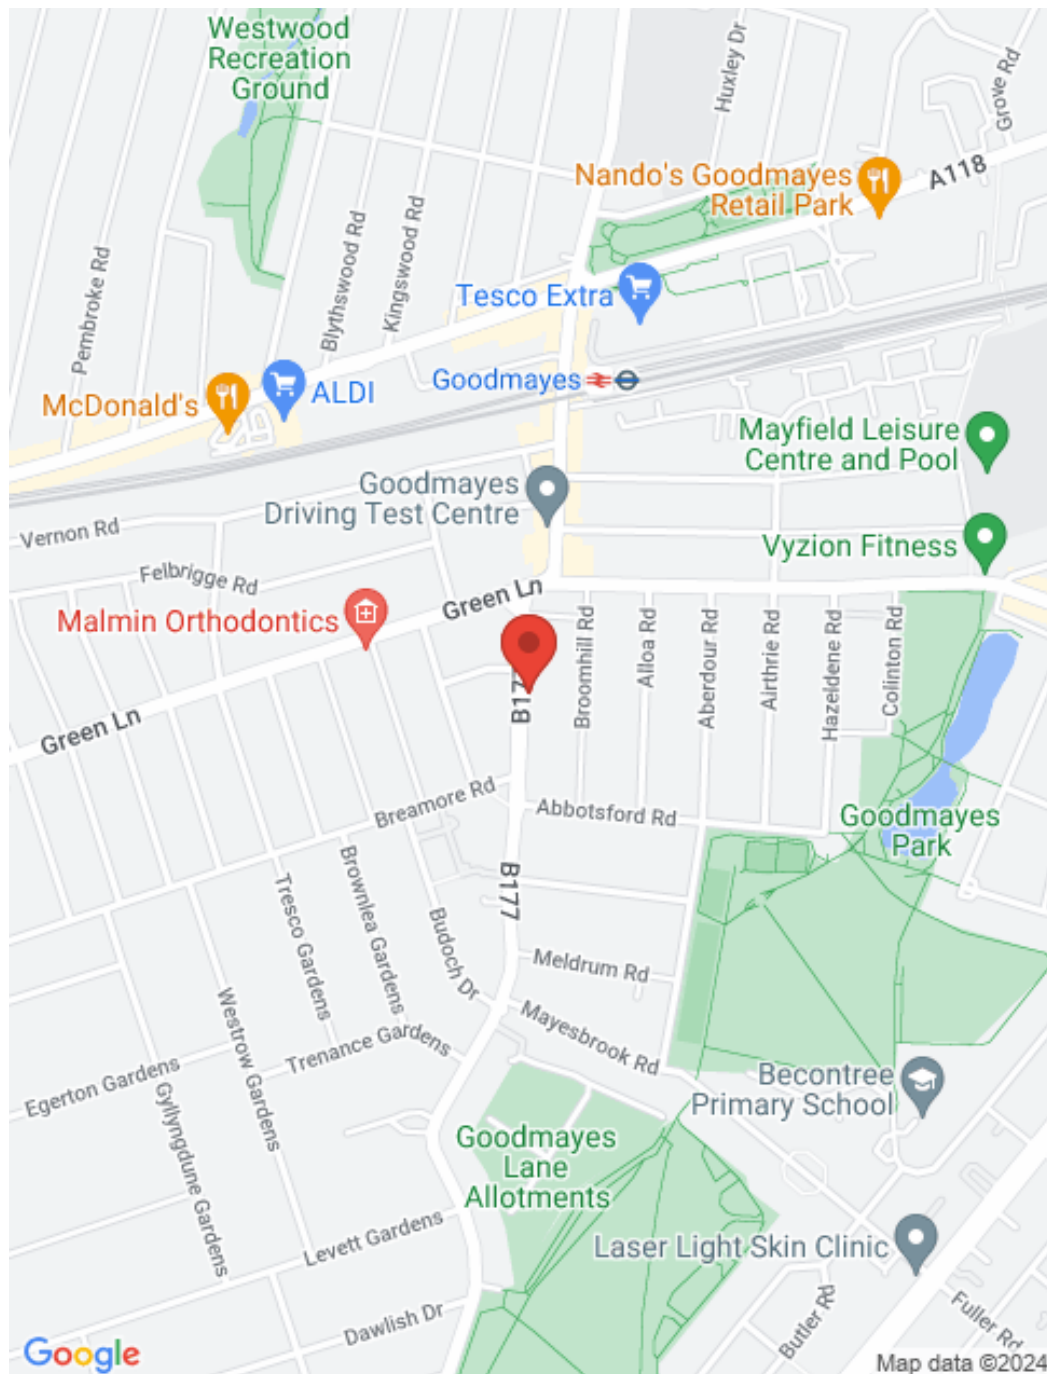 Westwood
Recreation
Ground
Huxley Dr
Grove Rd
Nando's Goodmayes
Retail Park
A118
Pembroke Rd
Blythswood Rd
Kingswood Rd
Tesco Extra
Goodmayes
McDonald's
ALDI
Mayfield Leisure
Centre and Pool
Goodmayes
Driving Test Centre
Vernon Rd
Vyzion Fitness
Felbrigge Rd
Green Ln
Malmin Orthodontics
Broomhill Rd
Alloa Rd
Aberdour Rd
Airthrie Rd
Hazeldene Rd
Colinton Rd
Green Ln
Breamore Rd
Abbotsford Rd
Goodmayes
Park
B177
Tresco Gardens
Brownlea Gardens
Budoch Dr
Meldrum Rd
Westrow Gardens
Mayesbrook Rd
Trenance Gardens
Egerton Gardens
Gyllyngdune Gardens
Becontree
Primary School
Goodmayes
Lane
Allotments
Levett Gardens
Laser Light Skin Clinic
Dawlish Dr
Butler Rd
Fuller Rd
Google
Map data ©2024